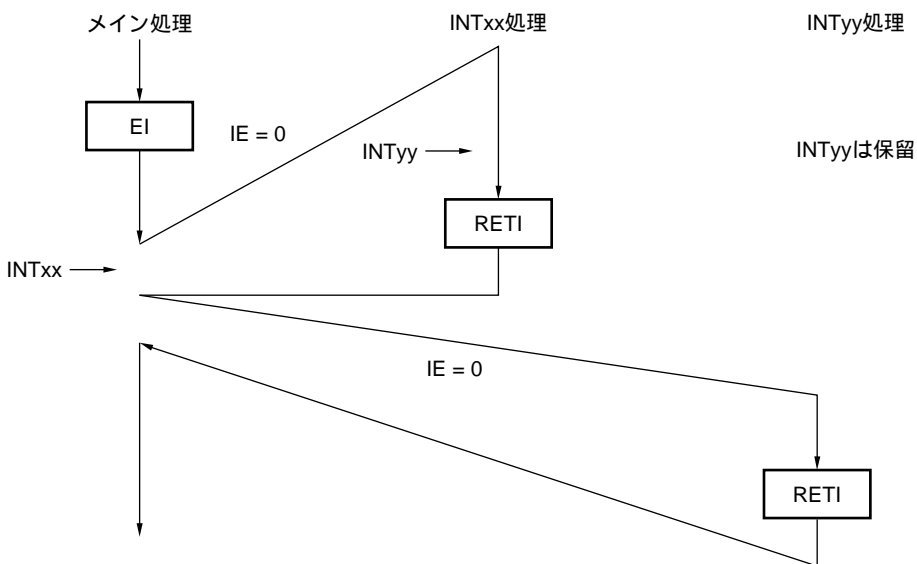 メイン処理
INTxx処理
INTyy処理
EI
IE = 0
INTyy
INTyyは保留
RETI
INTxx
IE = 0
RETI